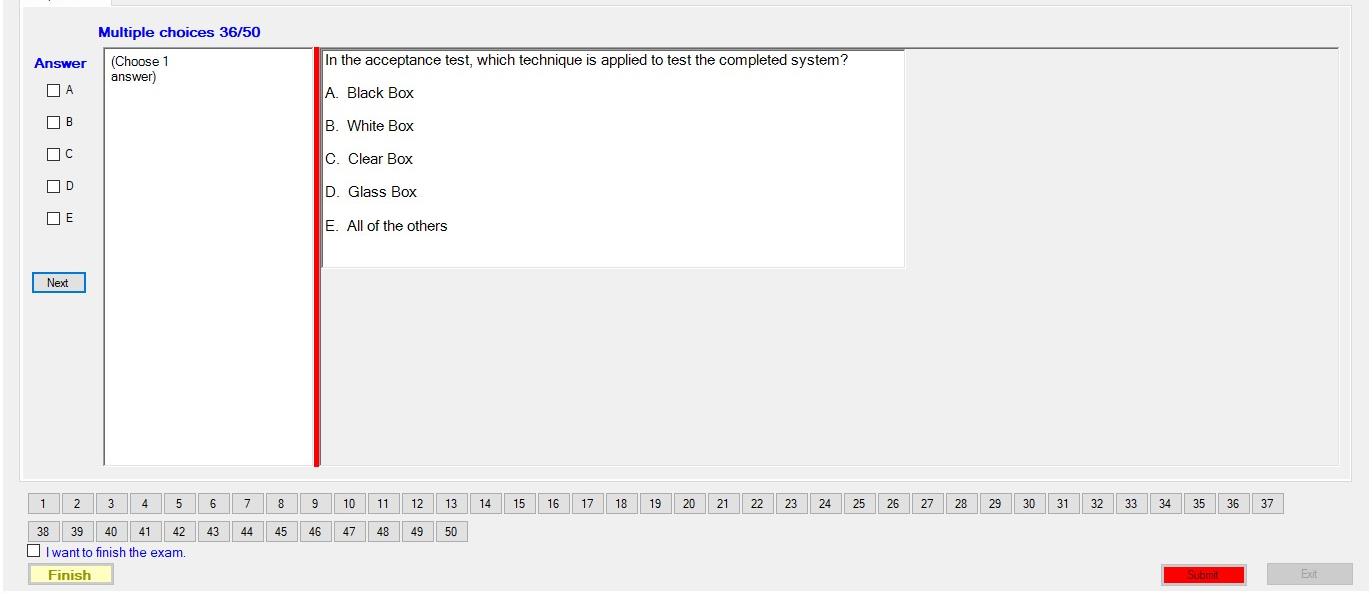 Multiple choices 36/50
Answer
(Choose 1
answer)
A
B
C
D
E
Next
In the acceptance test, which technique is applied to test the completed system?
A. Black Box
B. White Box
C. Clear Box
D. Glass Box
E. All of the others
1 2 3 4 5 6 7 8 9 10 11 12 13 14 15 16 17 18 19 20 21 22 23 24 25 26 27 28 29 30 31 32 33 34 35 36 37
38 39 40 41 42 43 44 45 46 47 48 49 50
I want to finish the exam.
Finish
Submit
Exit